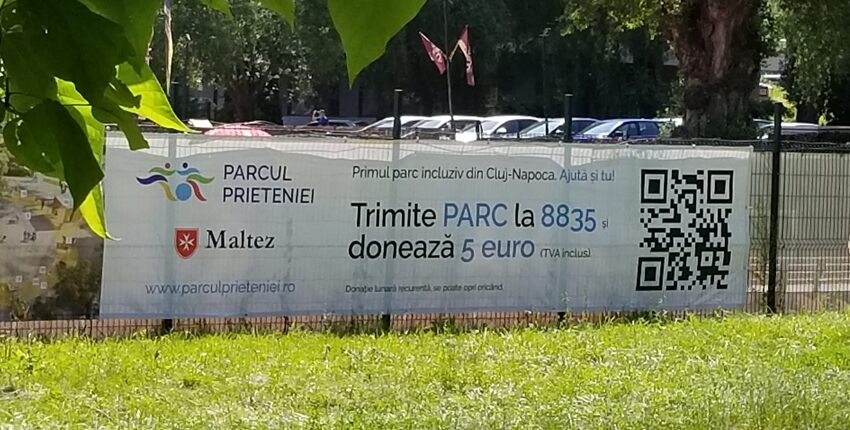 PARCUL
PRIETENIEI
Maltez
www.parculprieteniei.ro
Primul parc incluziv din Cluj-Napoca. Ajută și tu!
Trimite PARC la 8835 și
donează 5 euro (TVA inclus).
Donație lunară recurentă, se poate opri oricând.